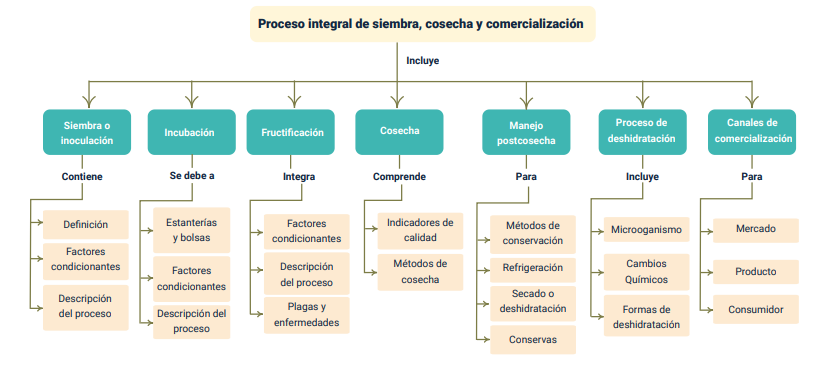 Proceso integral de siembra, cosecha y comercialización
Incluye
Siembra o
inoculación
Incubación
Fructificación
Cosecha
Manejo
postcosecha
Proceso de
deshidratación
Canales de
comercialización
Contiene
Se debe a
Integra
Comprende
Para
Incluye
Para
Definición
Factores
condicionantes
Descripción
del proceso
Estanterías
y bolsas
Factores
condicionantes
Descripción del
proceso
Factores
condicionantes
Descripción
del proceso
Plagas y
enfermedades
Indicadores de
calidad
Métodos de
cosecha
Métodos de
conservación
Refrigeración
Secado o
deshidratación
Conservas
Microoganismo
Cambios
Químicos
Formas de
deshidratación
Mercado
Producto
Consumidor